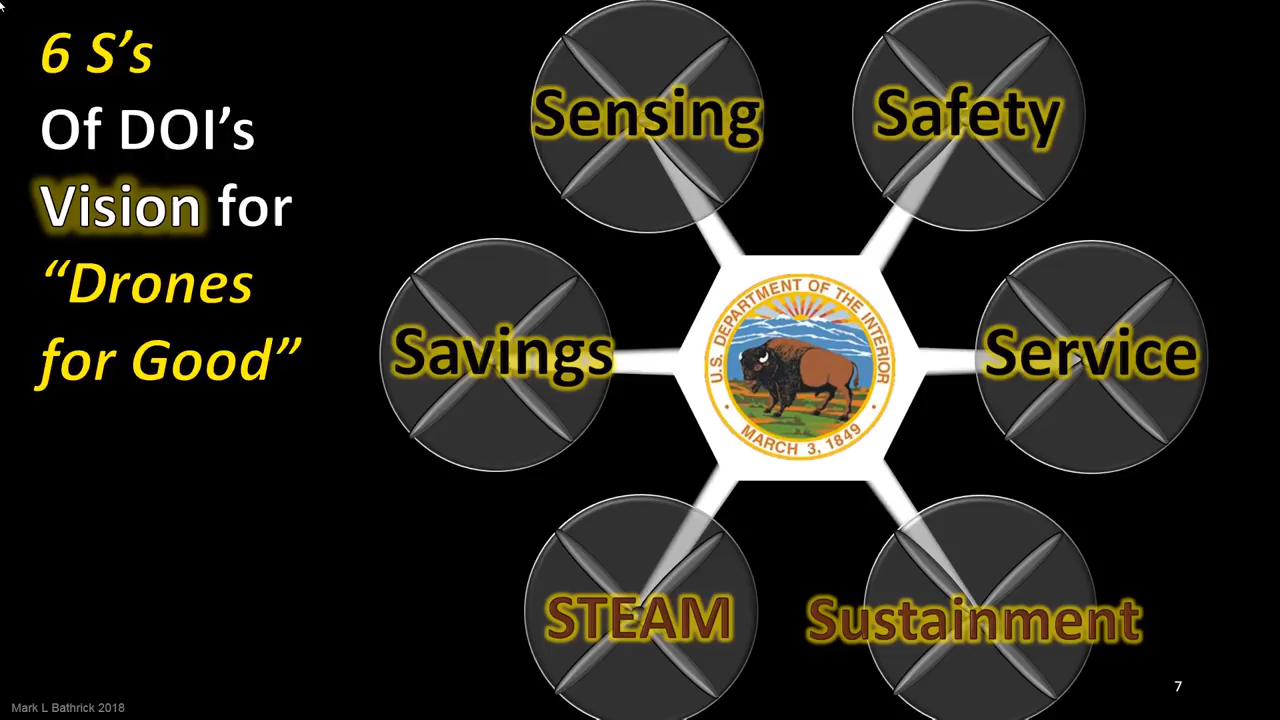 6 S’s
Of DOI’s
Vision for
“Drones
for Good”
Sensing
Safety
Savings
Service
STEAM
Sustainment
U.S. DEPARTMENT OF THE INTERIOR
MARCH 3, 1849
7
Mark L Bathrick 2018